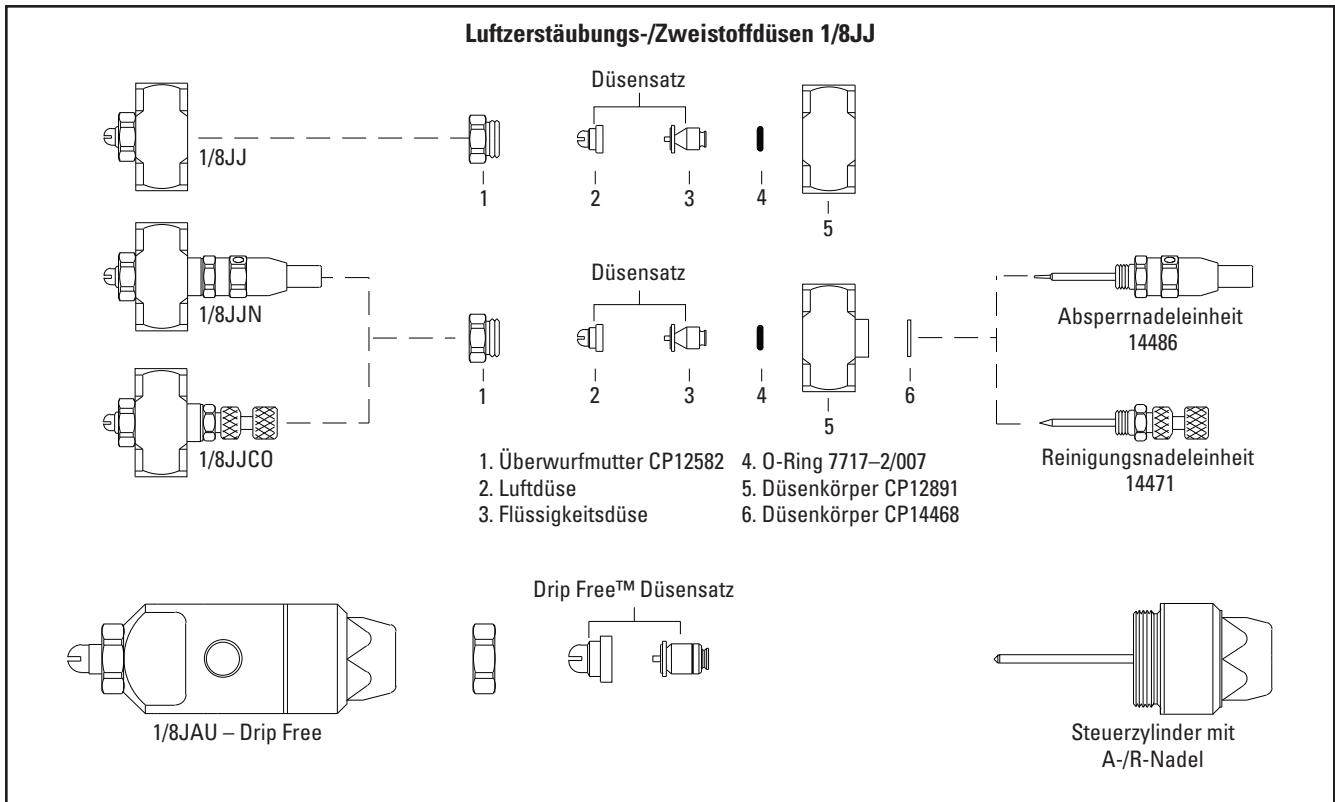 Luftzerstäubungs-/Zweistoffdüsen 1/8JJ
Düsensatz
1/8JJ
1
2
3
4
5
Düsensatz
1/8JJN
1
2
3
4
5
6
Absperrnadeleinheit
14486
1/8JJCO
Reinigungsnadeleinheit
14471
1. Überwurfmutter CP12582
2. Luftdüse
3. Flüssigkeitsdüse
4. O-Ring 7717–2/007
5. Düsenkörper CP12891
6. Düsenkörper CP14468
Drip Free™ Düsensatz
1/8JAU – Drip Free
Steuerzylinder mit
A-/R-Nadel